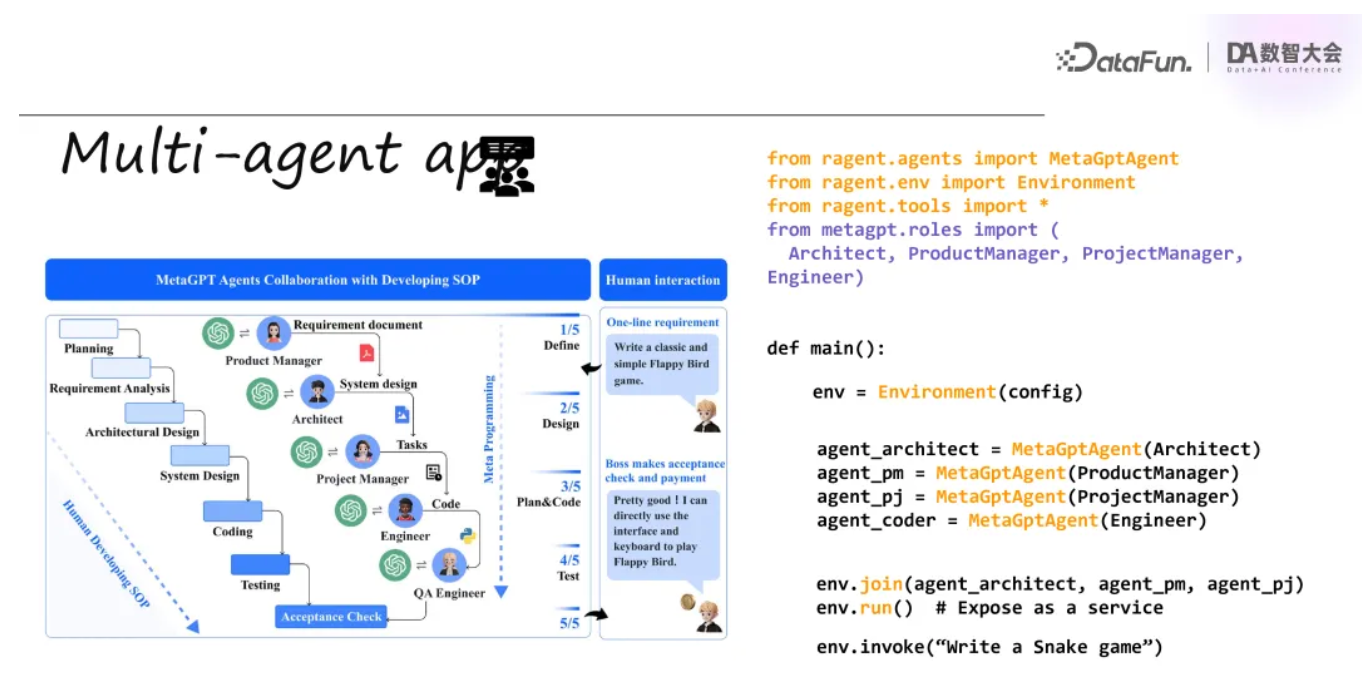 DataFun.
DA数智大会
Data+AI Conference
Multi-agent app
MetaGPT Agents Collaboration with Developing SOP
Human interaction
Planning
Requirement Analysis
Architectural Design
System Design
Coding
Testing
Acceptance Check
Human Developing SOP
Requirement document
Product Manager
System design
Architect
Tasks
Project Manager
Code
Engineer
QA Engineer
Meta Programming
1/5
Define
2/5
Design
3/5
Plan&Code
4/5
Test
5/5
One-line requirement
Write a classic and
simple Flappy Bird
game.
Boss makes acceptance
check and payment
Pretty good ! I can
directly use the
interface and
keyboard to play
Flappy Bird.
from ragent.agents import MetaGptAgent
from ragent.env import Environment
from ragent.tools import *
from metagpt.roles import (
Architect, ProductManager, ProjectManager,
Engineer)
def main():
env = Environment(config)
agent_architect = MetaGptAgent(Architect)
agent_pm = MetaGptAgent(ProductManager)
agent_pj = MetaGptAgent(ProjectManager)
agent_coder = MetaGptAgent(Engineer)
env.join(agent_architect, agent_pm, agent_pj)
env.run() # Expose as a service
env.invoke(“Write a Snake game”)